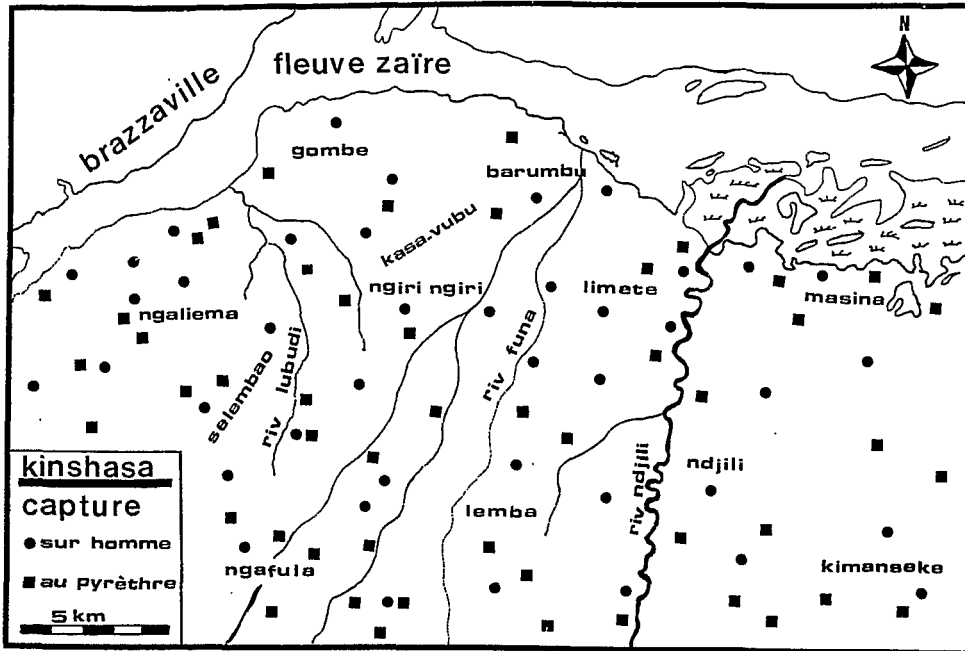 N
fleuve zaïre
brazzaville
gombe
barumbu
kasa-vubu
ngiri ngiri
limete
masina
ngaliema
selembao
riv lubudi
riv funa
riv ndjili
ndjili
lemba
ngafula
kimanseke
kinshasa
capture
sur homme
au pyrèthre
5 km